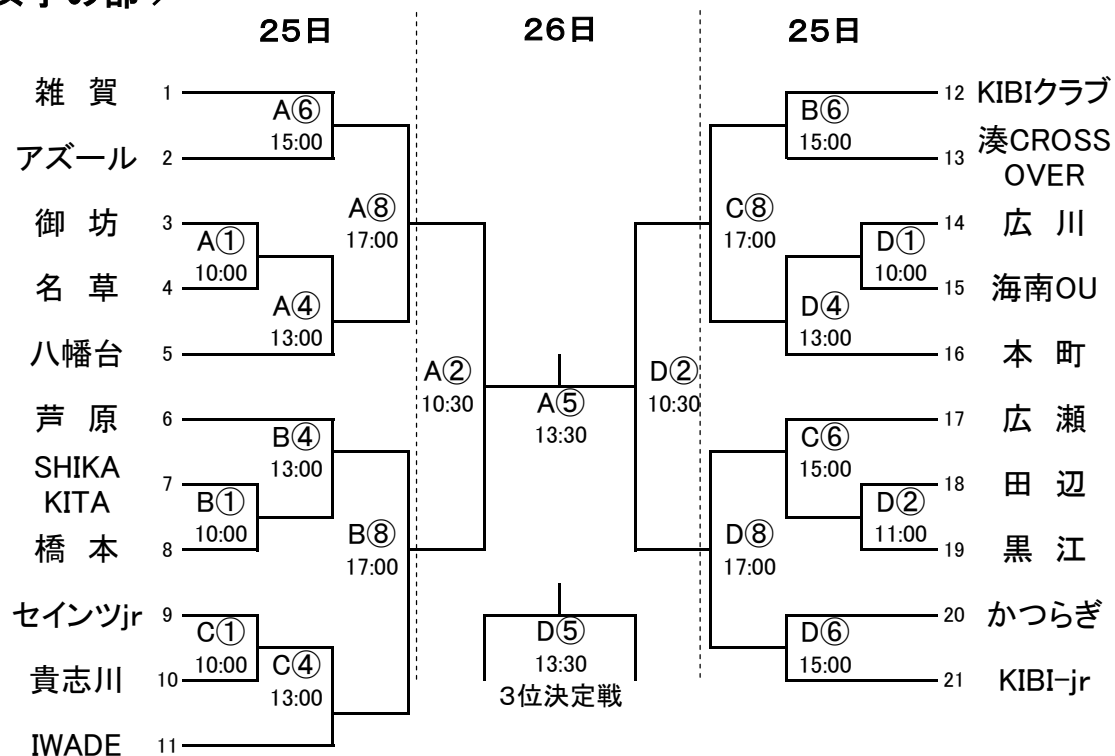 子の部
25日 26日 25日
雑 賀 1
アズール 2
御 坊 3
名 草 4
八幡台 5
芦 原 6
SHIKA
KITA 7
橋 本 8
セインツjr 9
貴志川 10
IWADE 11
A⑥
15:00
A①
10:00
A④
13:00
A⑧
17:00
B④
13:00
B①
10:00
B⑧
17:00
C①
10:00
C④
13:00
A②
10:30
A⑤
13:30
D②
10:30
D⑤
13:30
3位決定戦
B⑥
15:00
C⑧
17:00
D①
10:00
D④
13:00
C⑥
15:00
D②
11:00
D⑧
17:00
D⑥
15:00
12 KIBIクラブ
13 湊CROSS
OVER
14 広 川
15 海南OU
16 本 町
17 広 瀬
18 田 辺
19 黒 江
20 かつらぎ
21 KIBI-jr